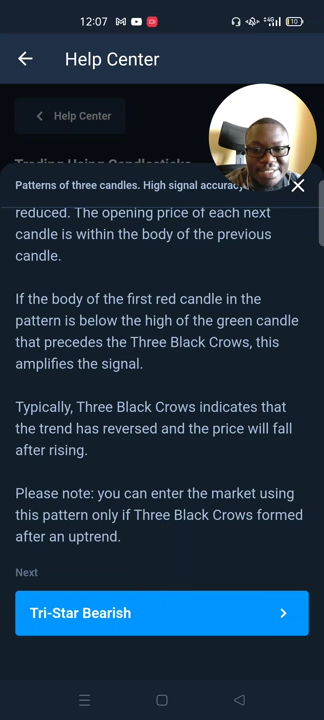 12:07
4G
10
Help Center
Help Center
Trading Using Candlesticks
Patterns of three candles. High signal accuracy
reduced. The opening price of each next
candle is within the body of the previous
candle.
If the body of the first red candle in the
pattern is below the high of the green candle
that precedes the Three Black Crows, this
amplifies the signal.
Typically, Three Black Crows indicates that
the trend has reversed and the price will fall
after rising.
Please note: you can enter the market using
this pattern only if Three Black Crows formed
after an uptrend.
Next
Tri-Star Bearish